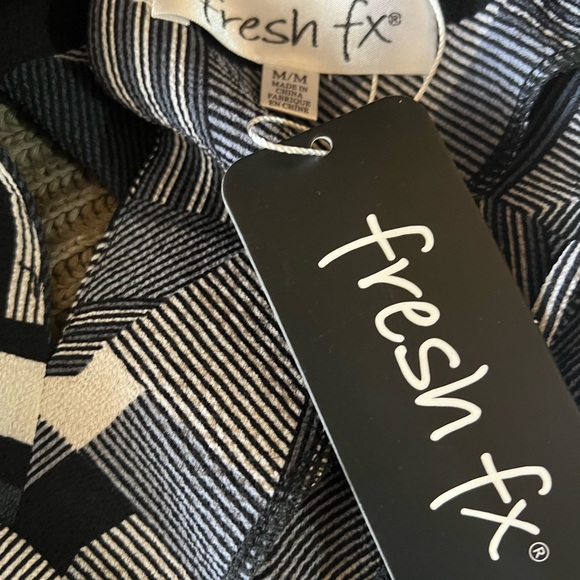 fresh fx®
M/M
MADE IN
CHINA
FABRIQUÉ
EN CHINE
fresh fx®